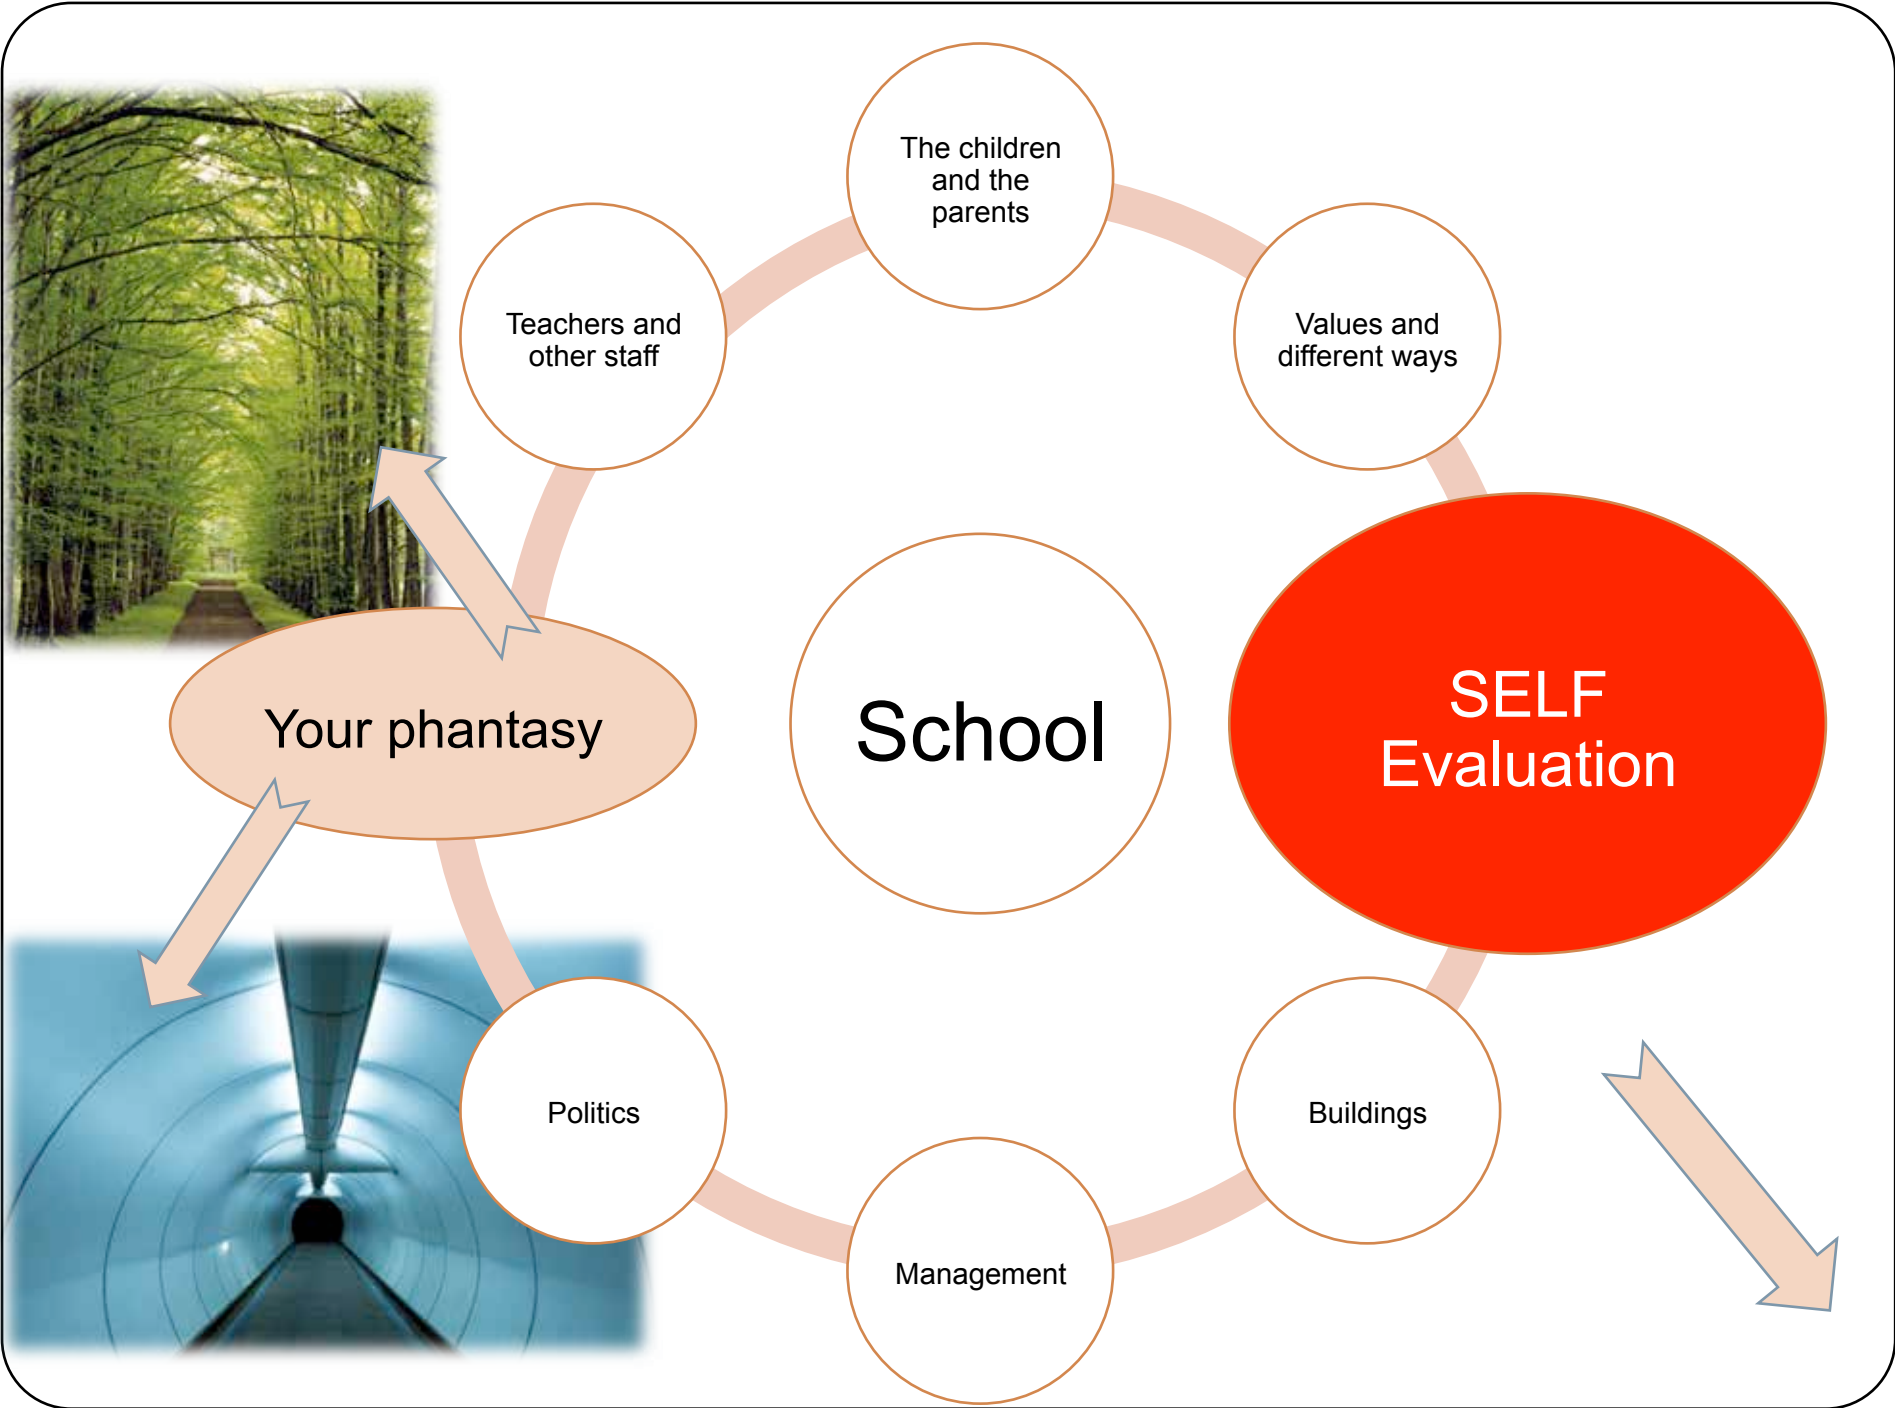 The children
and the
parents
Teachers and
other staff
Values and
different ways
Your phantasy
School
SELF
Evaluation
Politics
Buildings
Management